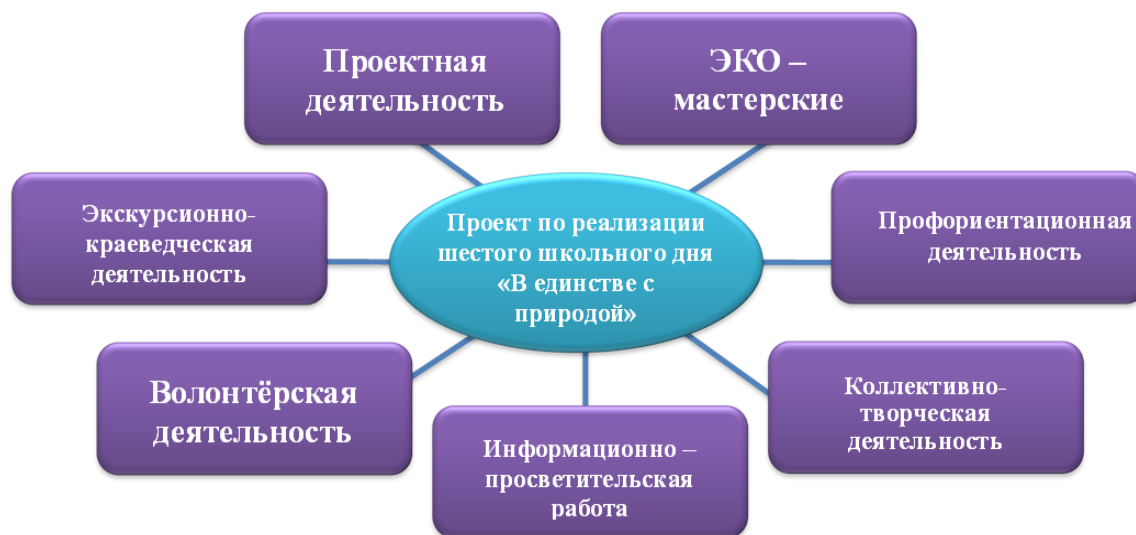 Проектная
деятельность
ЭКО –
мастерские
Экскурсионно-
краеведческая
деятельность
Проект по реализации
шестого школьного дня
«В единстве с
природой»
Профориентационная
деятельность
Волонтёрская
деятельность
Информационно –
просветительская
работа
Коллективно-
творческая
деятельность